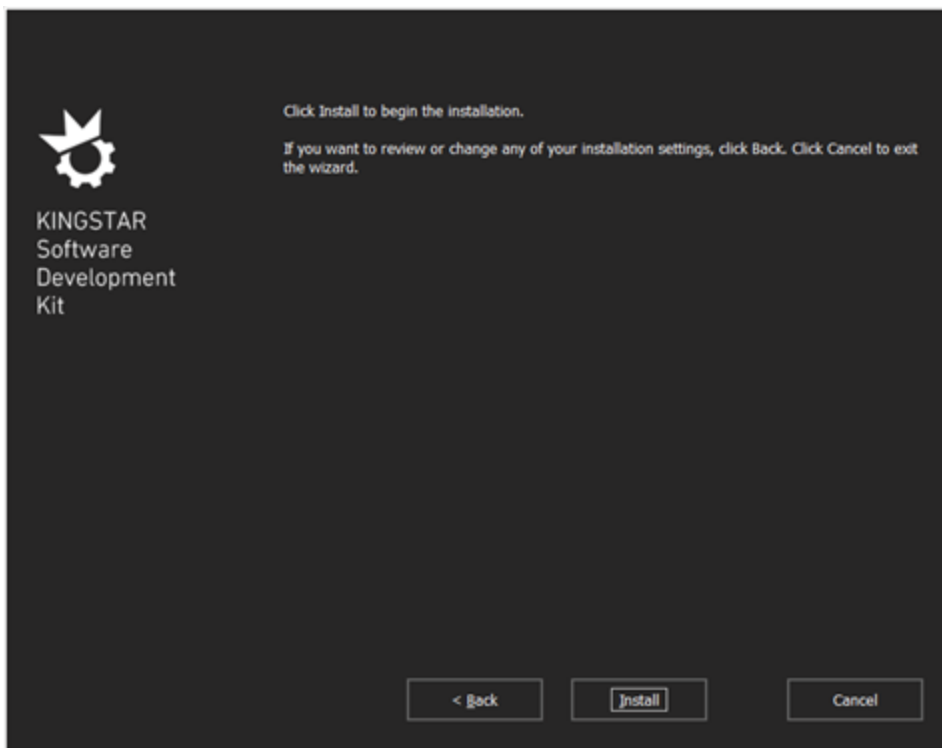 Click Install to begin the installation.
If you want to review or change any of your installation settings, click Back. Click Cancel to exit
the wizard.
KINGSTAR
Software
Development
Kit
< Back
Install
Cancel